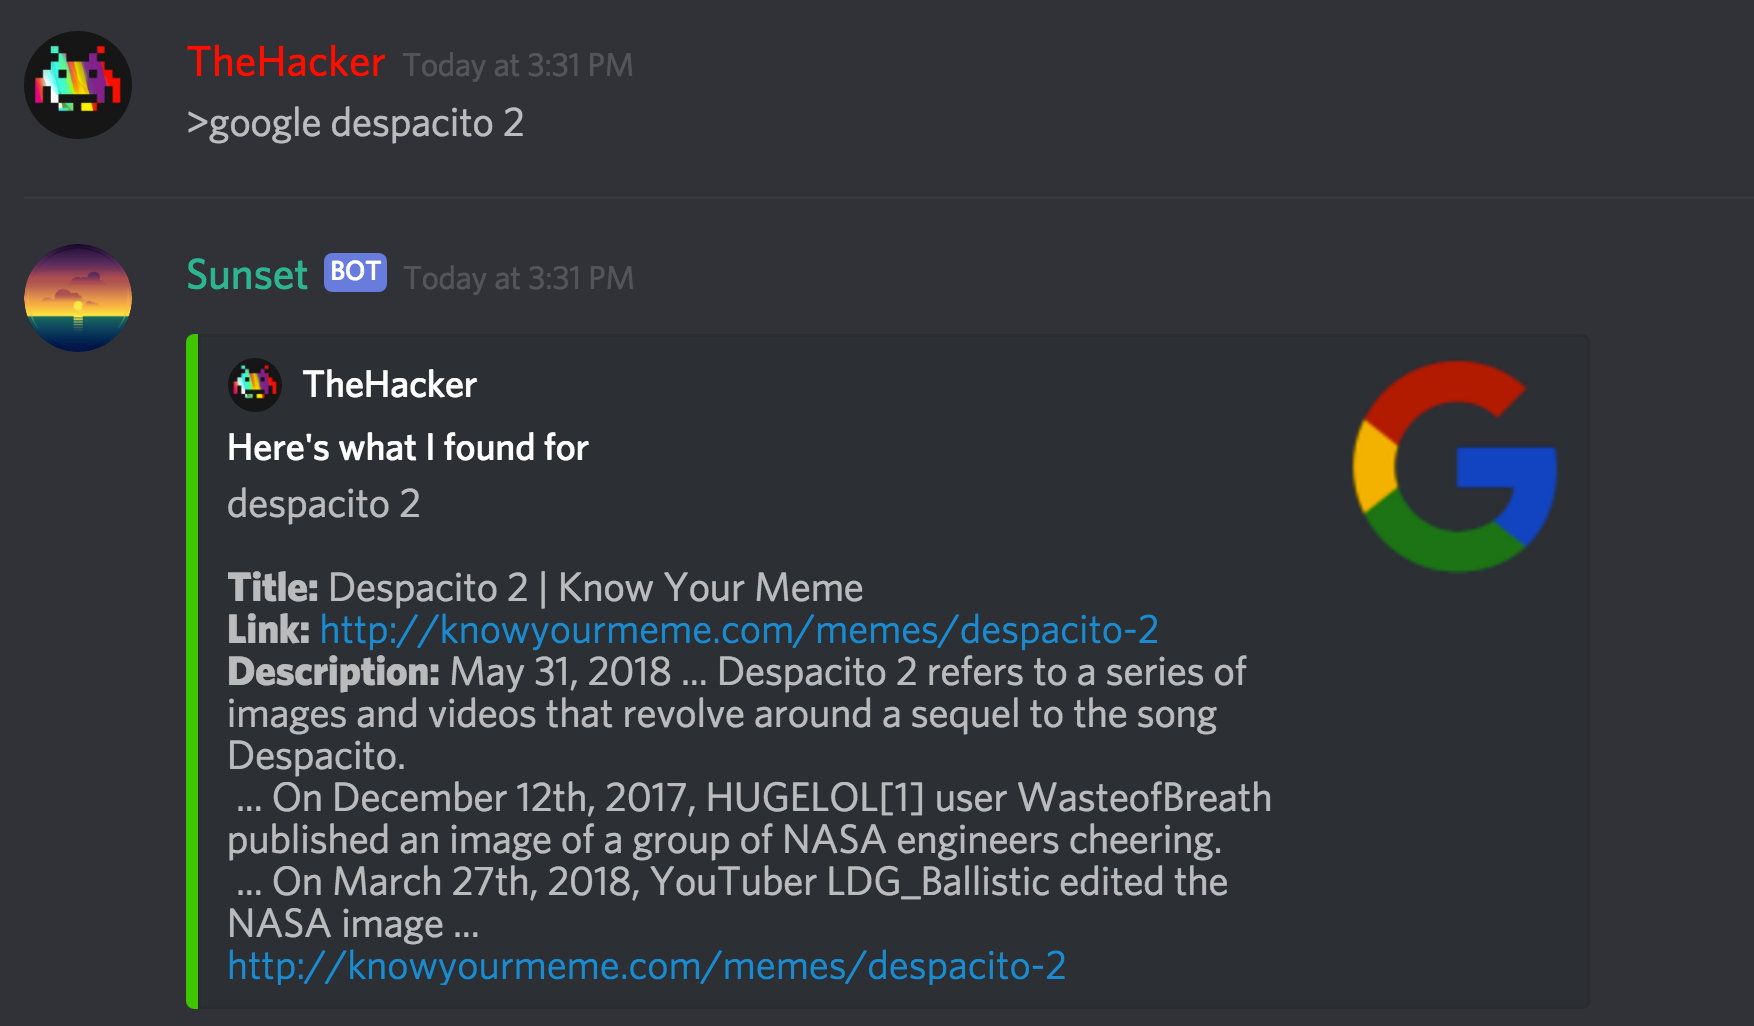 TheHacker Today at 3:31 PM
>google despacito 2
Sunset BOT Today at 3:31 PM
TheHacker
Here's what I found for
despacito 2
Title: Despacito 2 | Know Your Meme
Link: http://knowyourmeme.com/memes/despacito-2
Description: May 31, 2018 ... Despacito 2 refers to a series of
images and videos that revolve around a sequel to the song
Despacito.
... On December 12th, 2017, HUGELOL[1] user WasteofBreath
published an image of a group of NASA engineers cheering.
... On March 27th, 2018, YouTuber LDG_Ballistic edited the
NASA image ...
http://knowyourmeme.com/memes/despacito-2